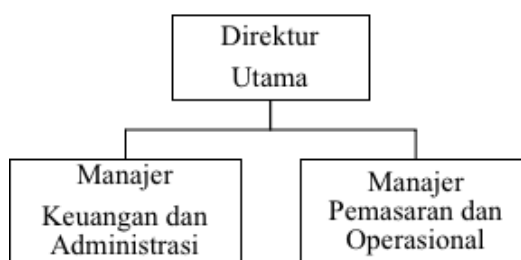 Direktur
Utama
Manajer
Keuangan dan
Administrasi
Manajer
Pemasaran dan
Operasional